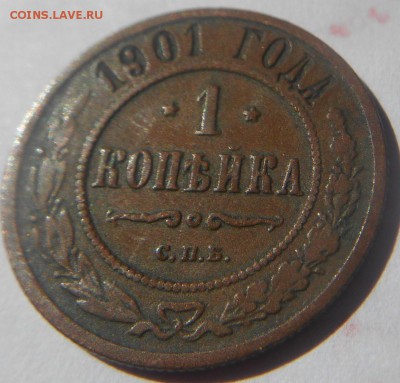 COINS.LAVE.RU
1901 ГОДА
* 1 *
КОПѢЙКА
С.П.Б.